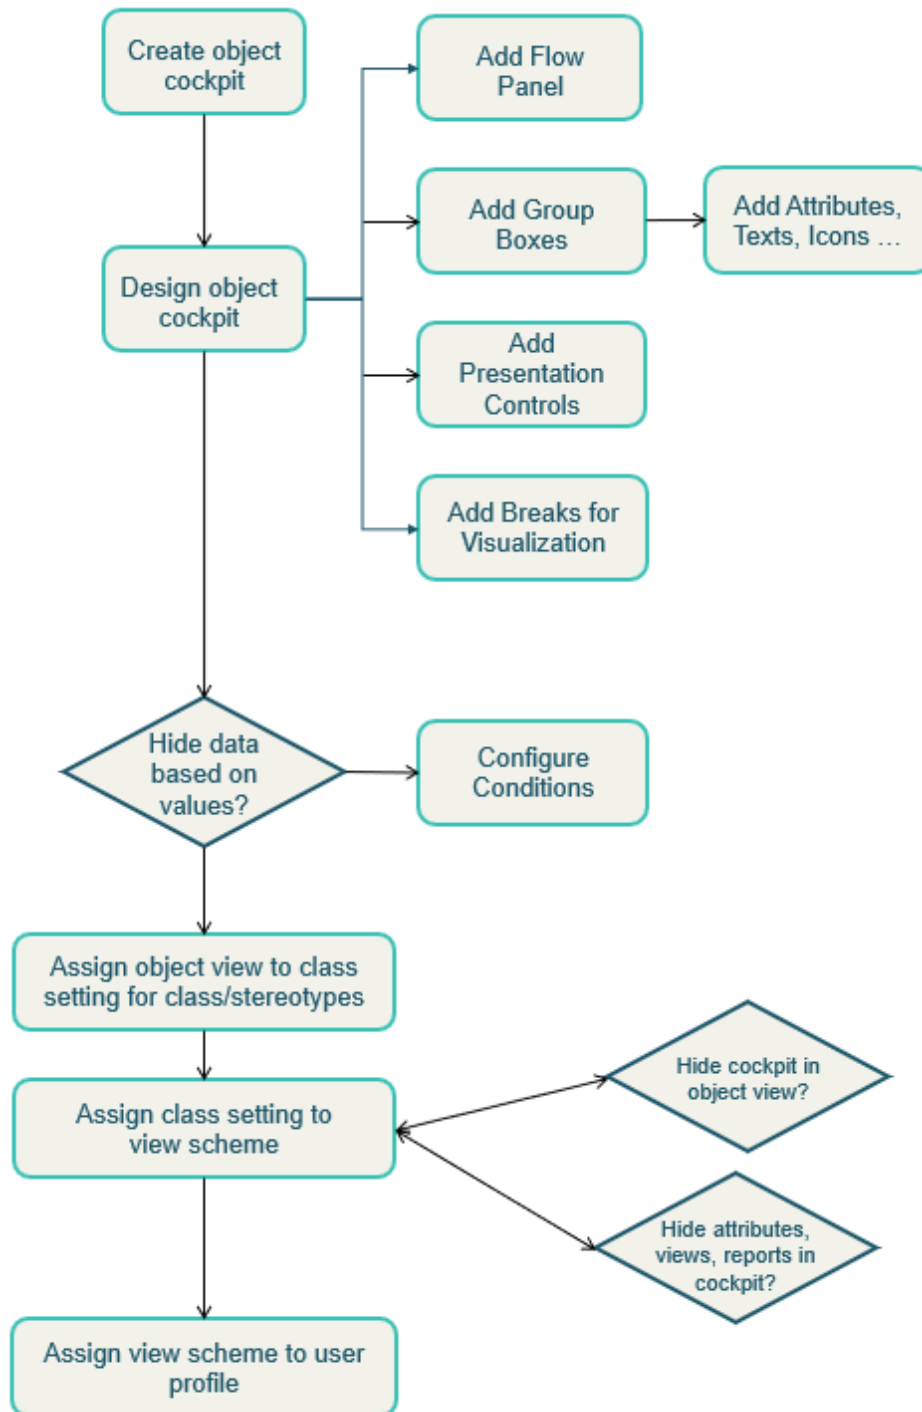 Create object
cockpit
Add Flow
Panel
Add Group
Boxes
Add Attributes,
Texts, Icons ...
Design object
cockpit
Add
Presentation
Controls
Add Breaks for
Visualization
Hide data
based on
values?
Configure
Conditions
Assign object view to class
setting for class/stereotypes
Hide cockpit in
object view?
Assign class setting to
view scheme
Hide attributes,
views, reports in
cockpit?
Assign view scheme to user
profile